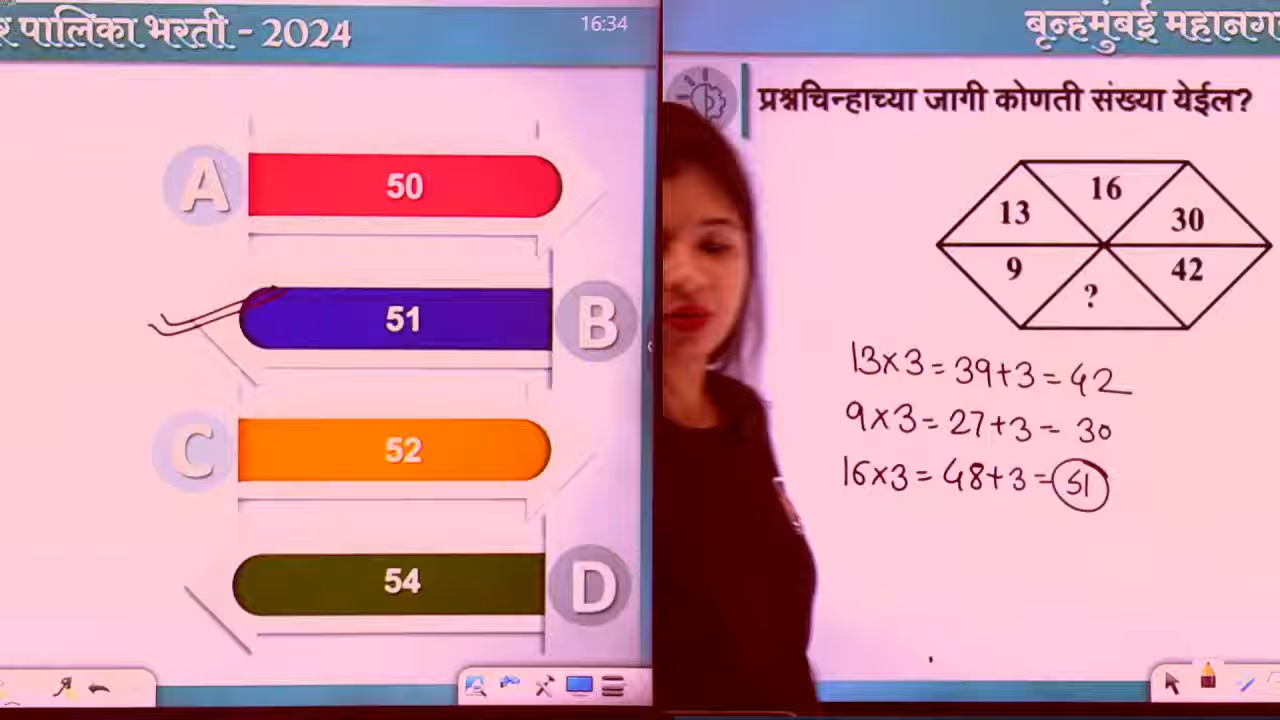 र पालिका भरती - 2024
16:34
A 50
51 B
C 52
54 D
बृन्हमुंबई महानग
प्रश्नचिन्हाच्या जागी कोणती संख्या येईल?
13 16 30
9 ? 42
13×3=39+3=42
9×3=27+3=30
16×3=48+3=51